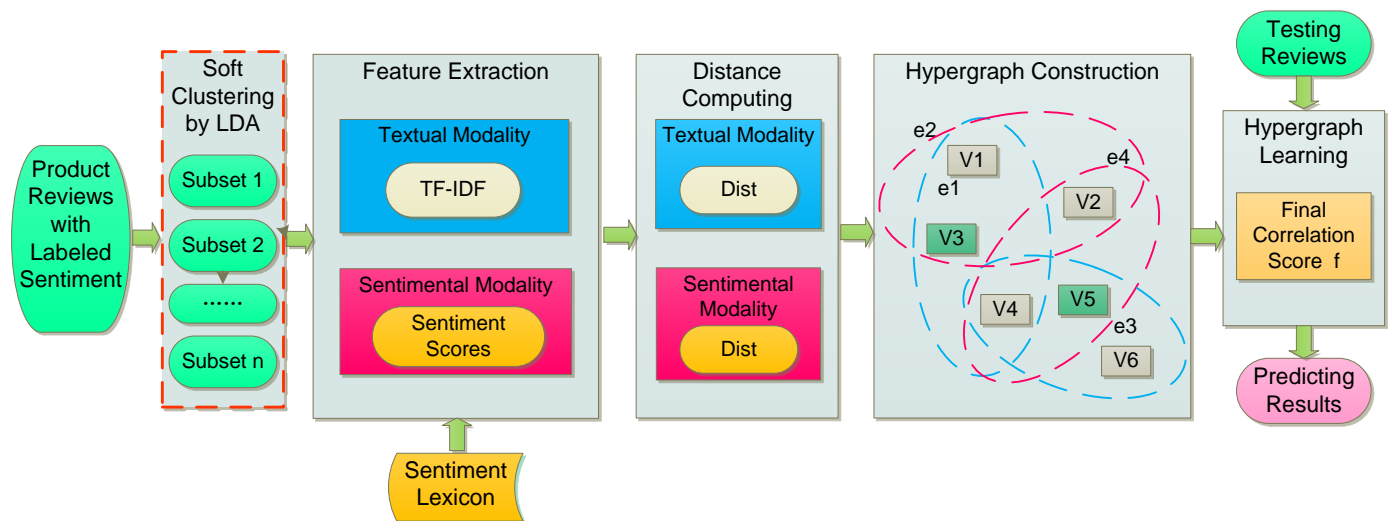 Product
Reviews
with
Labeled
Sentiment
Soft
Clustering
by LDA
Subset 1
Subset 2
……
Subset n
Feature Extraction
Textual Modality
TF-IDF
Sentimental Modality
Sentiment
Scores
Sentiment
Lexicon
Distance
Computing
Textual Modality
Dist
Sentimental
Modality
Dist
Hypergraph Construction
e2
V1
e4
e1
V2
V3
V4
V5
e3
V6
Testing
Reviews
Hypergraph
Learning
Final
Correlation
Score f
Predicting
Results